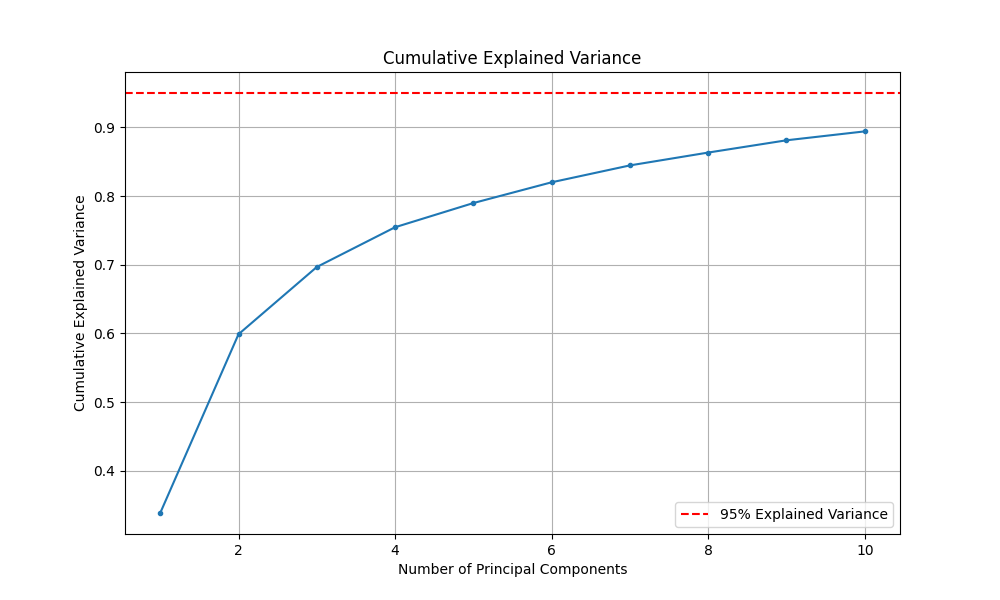 Cumulative Explained Variance
Cumulative Explained Variance
0.9
0.8
0.7
0.6
0.5
0.4
95% Explained Variance
2 4 6 8 10
Number of Principal Components